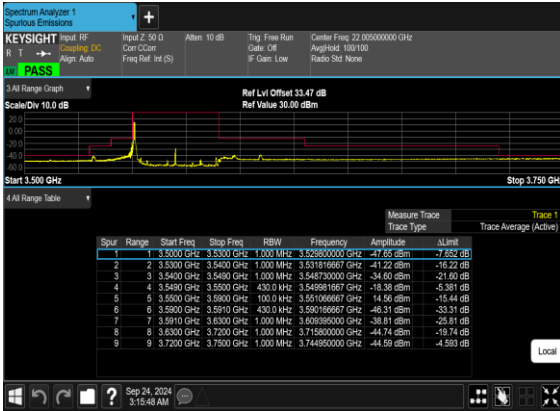 Spectrum Analyzer 1
Spurious Emissions
+
KEYSIGHT Input: RF Input Z: 50 Ω Atten: 10 dB Trig: Free Run Center Freq: 22.005000000 GHz
R T Coupling: DC Corr CCorr Gate: Off Avg|Hold: 100/100
Align: Auto Freq Ref: Int (S) IF Gain: Low Radio Std: None
PASS
3 All Range Graph
Ref Lvl Offset 33.47 dB
Scale/Div 10.0 dB Ref Value 30.00 dBm
20.0
0.00
-20.0
-40.0
-60.0
Start 3.500 GHz Stop 3.750 GHz
4 All Range Table
Measure Trace Trace 1
Trace Type Trace Average (Active)
Spur Range Start Freq Stop Freq RBW Frequency Amplitude ΔLimit
1 1 3.5000 GHz 3.5300 GHz 1.000 MHz 3.529800000 GHz -47.65 dBm -7.652 dB
2 2 3.5300 GHz 3.5400 GHz 1.000 MHz 3.531816667 GHz -41.22 dBm -16.22 dB
3 3 3.5400 GHz 3.5490 GHz 1.000 MHz 3.548730000 GHz -34.60 dBm -21.60 dB
4 4 3.5490 GHz 3.5500 GHz 430.0 kHz 3.549981667 GHz -18.38 dBm -5.381 dB
5 5 3.5500 GHz 3.5900 GHz 100.0 kHz 3.551066667 GHz 14.56 dBm -15.44 dB
6 6 3.5900 GHz 3.5910 GHz 430.0 kHz 3.590166667 GHz -46.31 dBm -33.31 dB
7 7 3.5910 GHz 3.6300 GHz 1.000 MHz 3.609395000 GHz -38.81 dBm -25.81 dB
8 8 3.6300 GHz 3.7200 GHz 1.000 MHz 3.715800000 GHz -44.74 dBm -19.74 dB
9 9 3.7200 GHz 3.7500 GHz 1.000 MHz 3.744950000 GHz -44.59 dBm -4.593 dB
Local
? Sep 24, 2024
3:15:48 AM